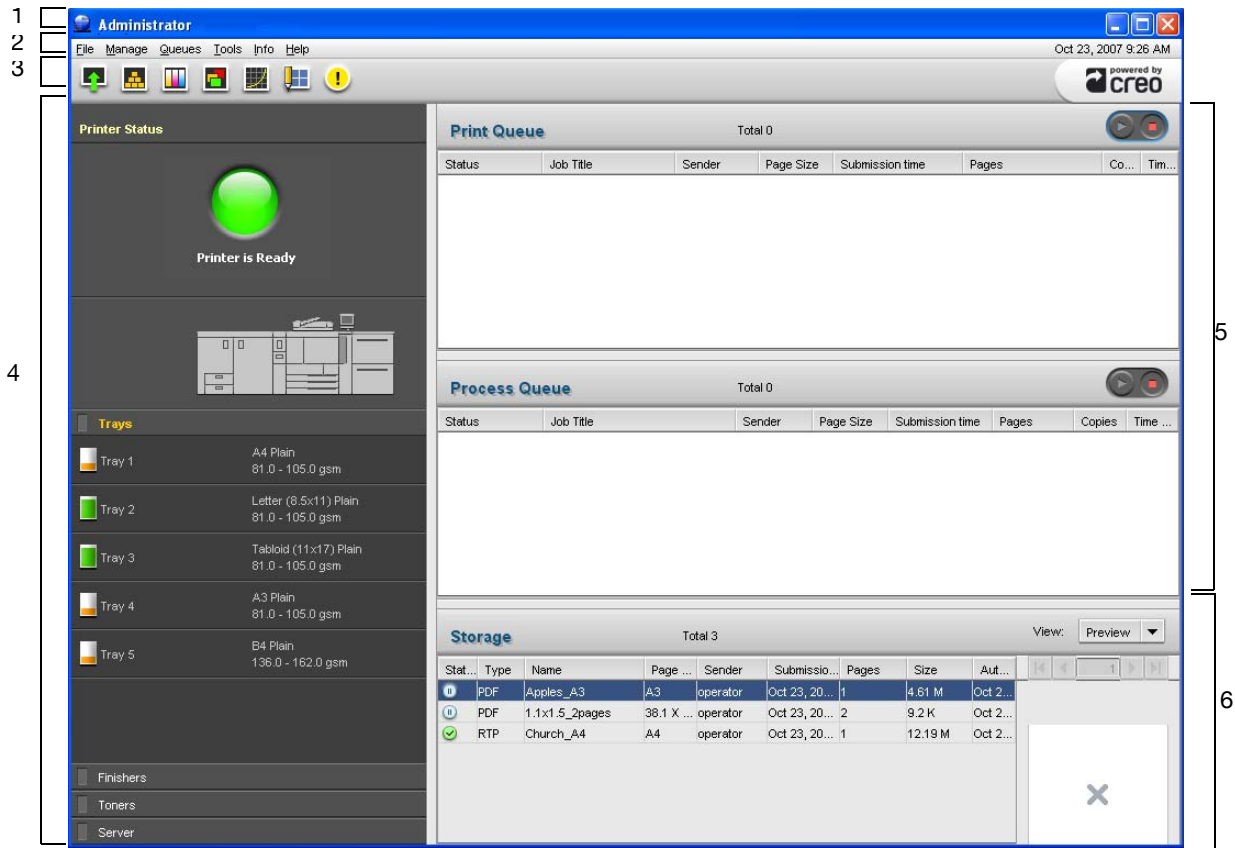 1
Administrator
2
File Manage Queues Tools Info Help
Oct 23, 2007 9:26 AM
3
powered by
creo
4
Printer Status
Printer is Ready
Trays
Tray 1
A4 Plain
81.0 - 105.0 gsm
Tray 2
Letter (8.5x11) Plain
81.0 - 105.0 gsm
Tray 3
Tabloid (11x17) Plain
81.0 - 105.0 gsm
Tray 4
A3 Plain
81.0 - 105.0 gsm
Tray 5
B4 Plain
136.0 - 162.0 gsm
Finishers
Toners
Server
Print Queue Total 0
Status Job Title Sender Page Size Submission time Pages Co... Tim...
5
Process Queue Total 0
Status Job Title Sender Page Size Submission time Pages Copies Time ...
Storage Total 3 View: Preview
Stat... Type Name Page ... Sender Submissio... Pages Size Aut... 1
PDF Apples_A3 A3 operator Oct 23, 20... 1 4.61 M Oct 2...
PDF 1.1x1.5_2pages 38.1 X ... operator Oct 23, 20... 2 9.2 K Oct 2...
RTP Church_A4 A4 operator Oct 23, 20... 1 12.19 M Oct 2...
6